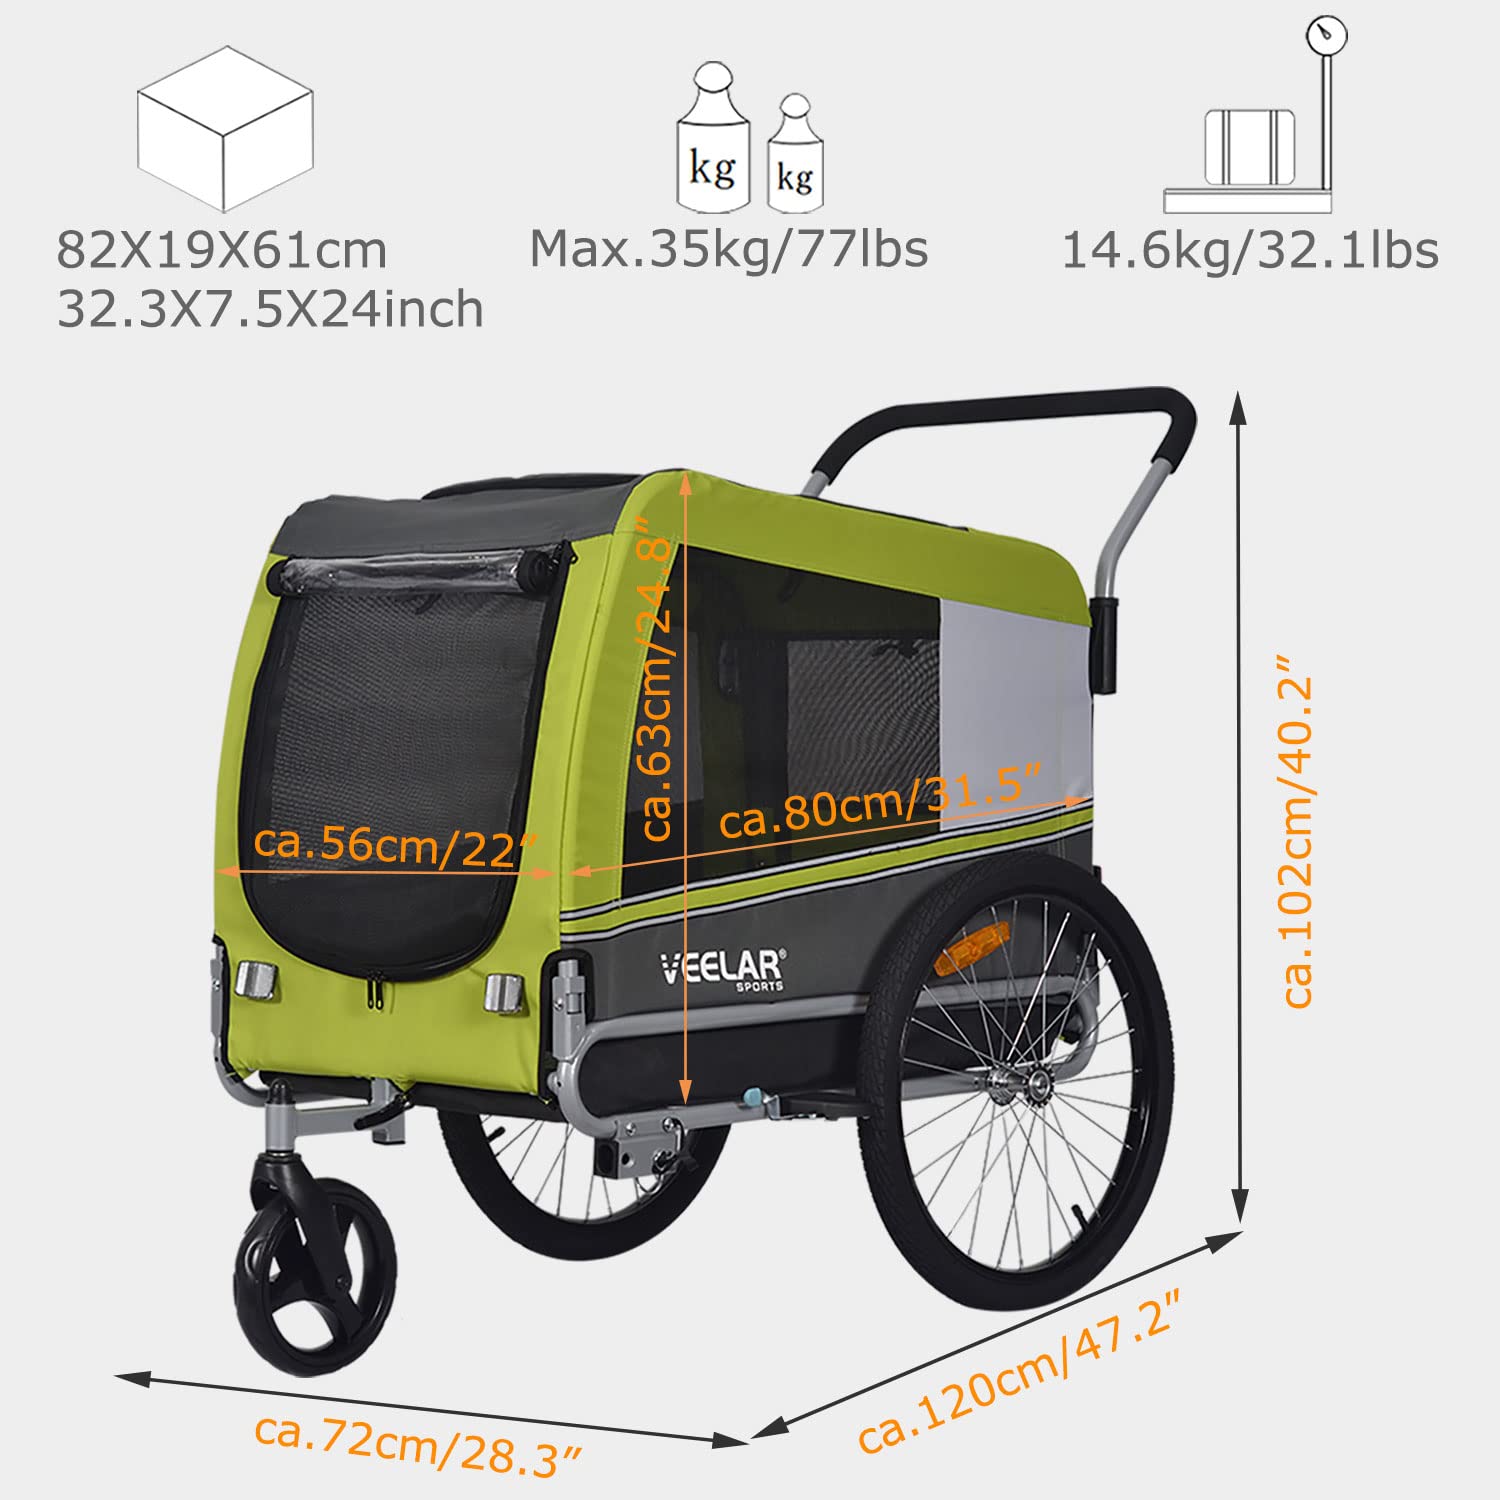 82X19X61cm
32.3X7.5X24inch
kg
kg
Max.35kg/77lbs
14.6kg/32.1lbs
ca.63cm/24.8”
ca.56cm/22”
ca.80cm/31.5”
VEELAR®
SPORTS
ca.102cm/40.2”
ca.72cm/28.3”
ca.120cm/47.2”